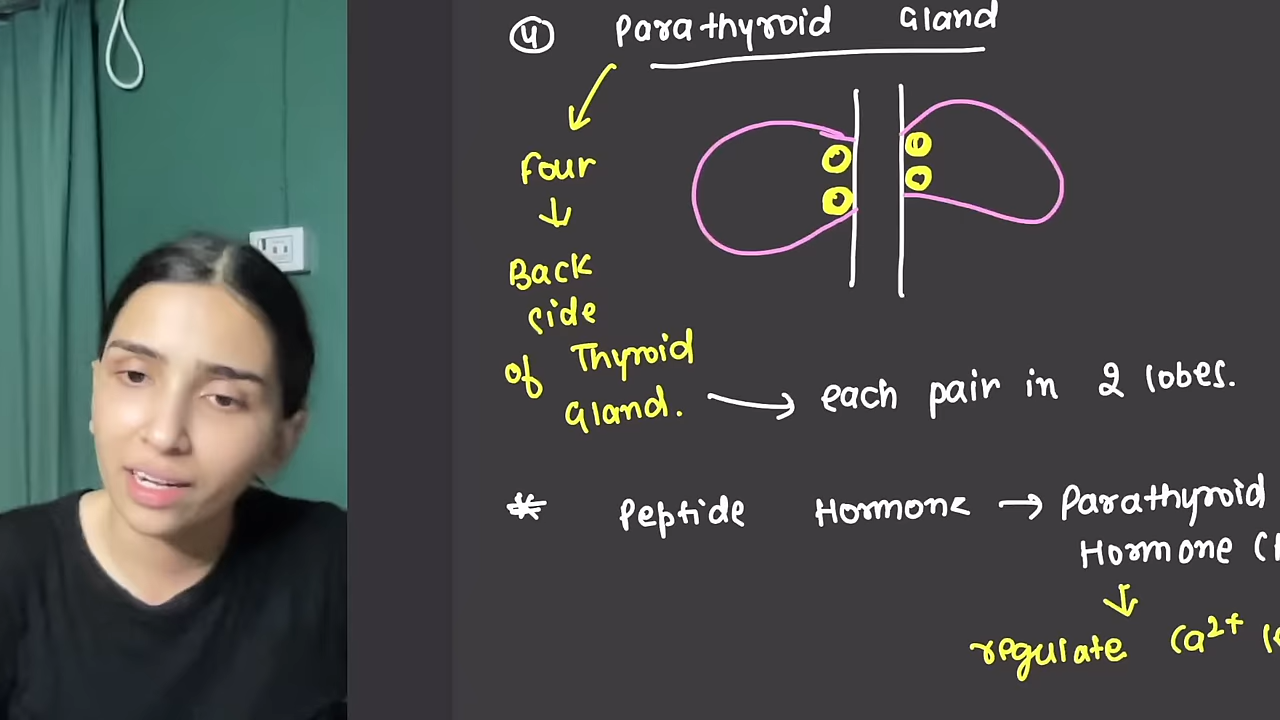 ④ Parathyroid Gland
Four
Back
side
of Thyroid
Gland. → each pair in 2 lobes.
* Peptide Hormone → Parathyroid
Hormone (
regulate Ca²⁺